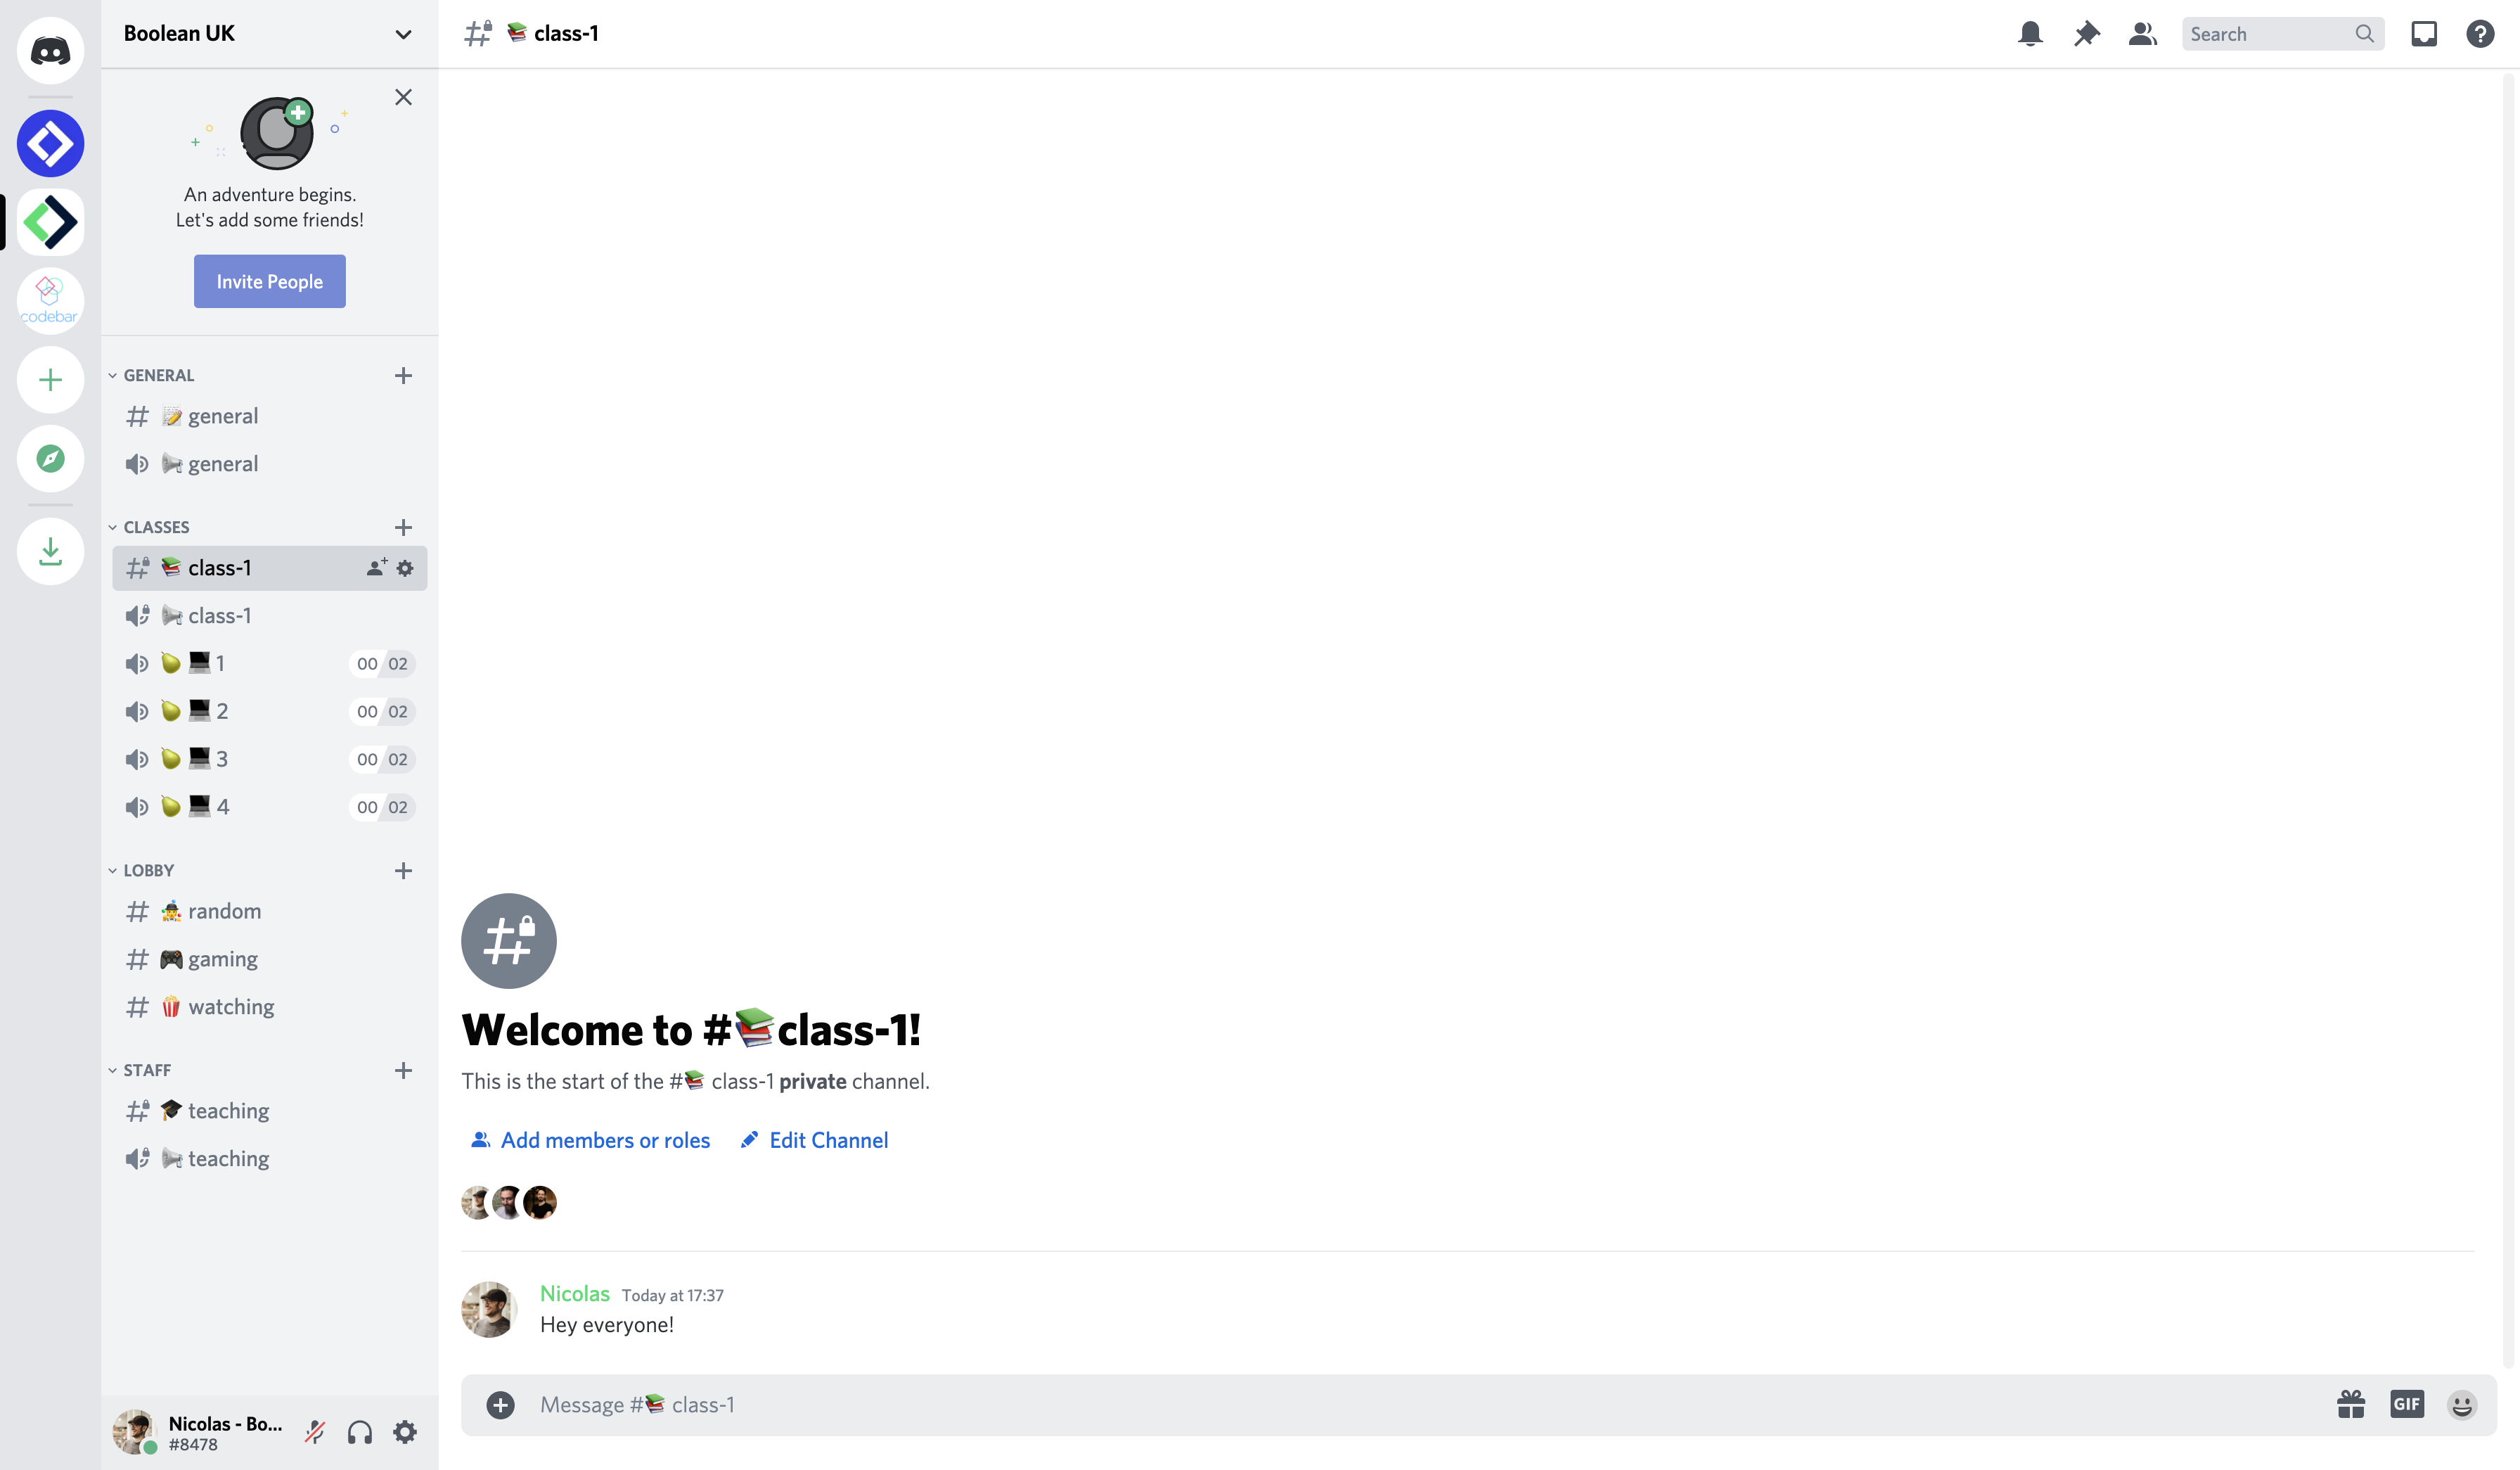 Boolean UK
An adventure begins.
Let's add some friends!
Invite People
codebar
GENERAL
📝 general
general
CLASSES
📚 class-1
class-1
🍐 💻 1 00 02
🍐 💻 2 00 02
🍐 💻 3 00 02
🍐 💻 4 00 02
LOBBY
random
🎮 gaming
🍿 watching
STAFF
🎓 teaching
teaching
Nicolas - Bo...
#8478
# 📚 class-1
Search
Welcome to #📚class-1!
This is the start of the #📚 class-1 private channel.
Add members or roles Edit Channel
Nicolas Today at 17:37
Hey everyone!
Message #📚 class-1
GIF